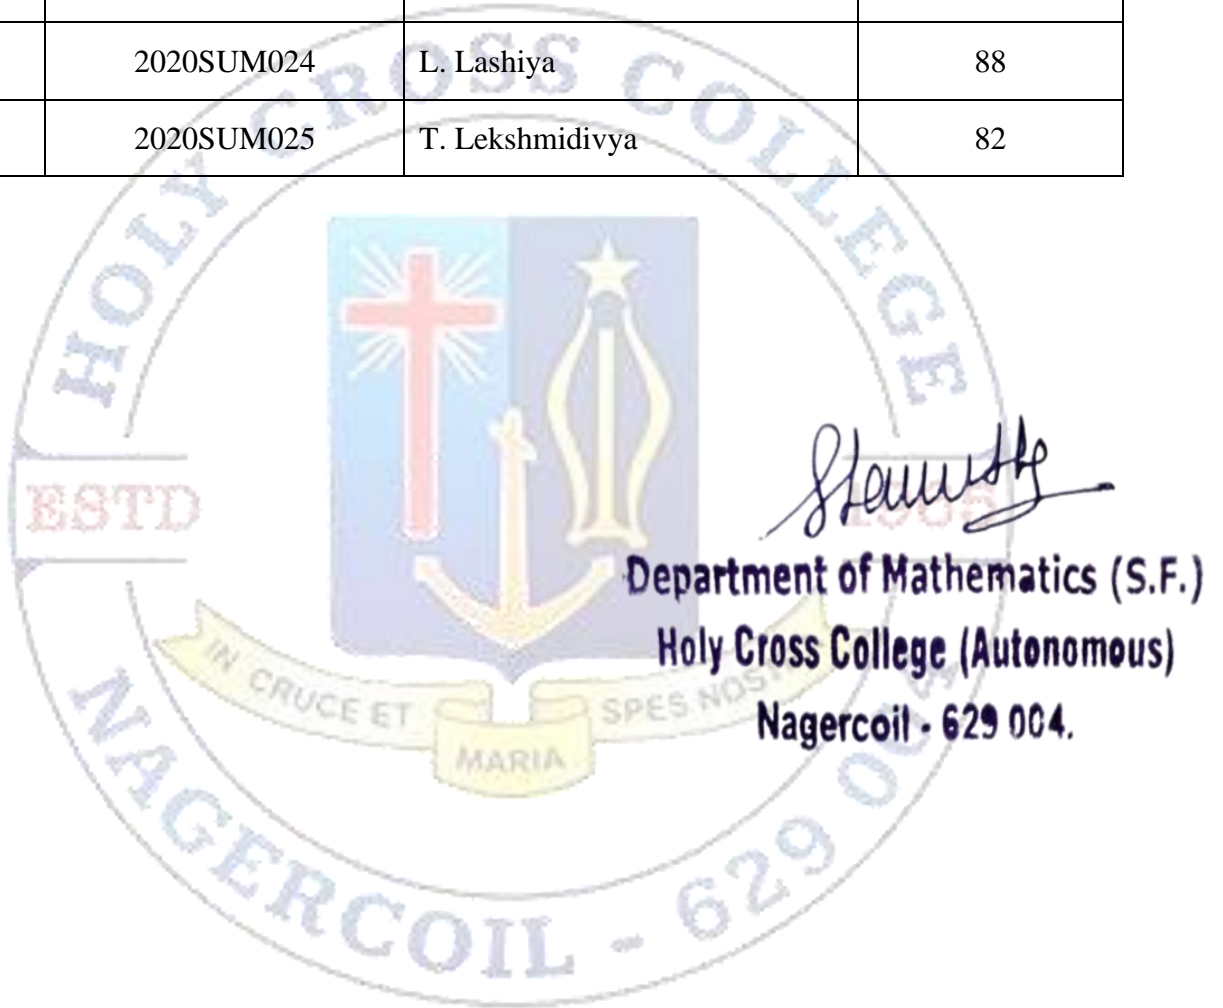 2020SUM024 L. Lashiya 88
2020SUM025 T. Lekshmidivya 82
HOLY CROSS COLLEGE
ESTD
Department of Mathematics (S.F.)
Holy Cross College (Autonomous)
Nagercoil - 629 004.
IN CRUCE ET
MARIA
SPES
NAGERCOIL - 629